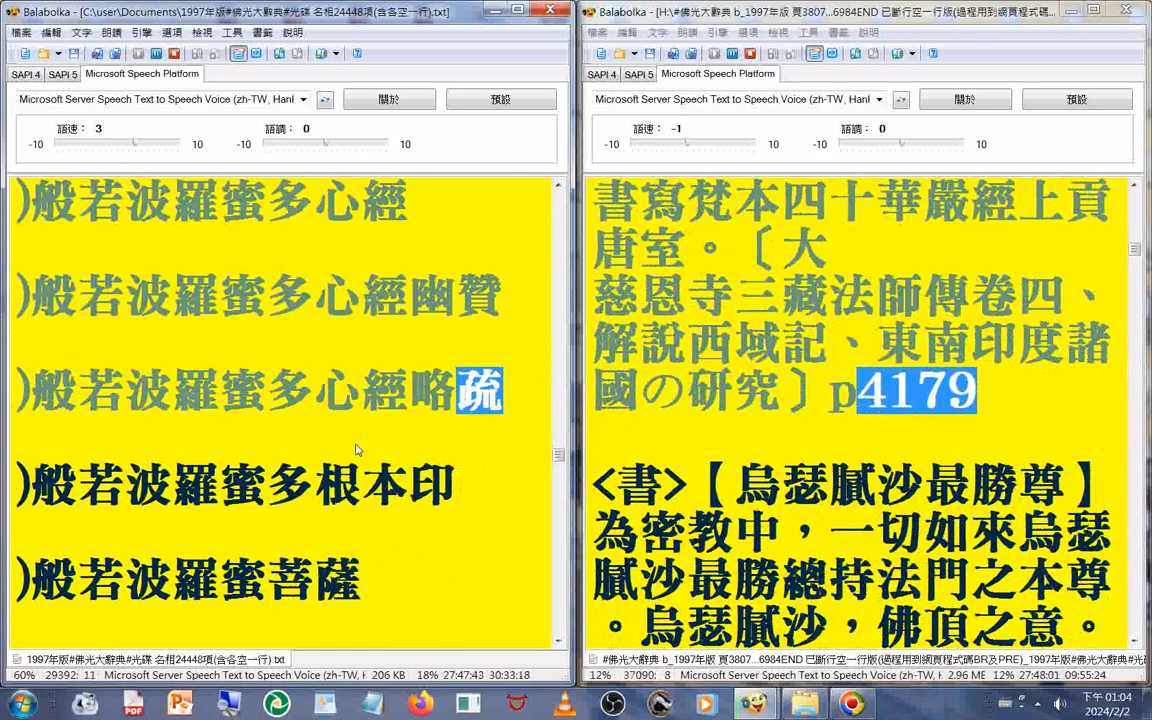 Balabolka - [C:\user\Documents\1997年版#佛光大辭典#光碟 名相24448項(含各空一行).txt]
檔案 編輯 文字 朗讀 引擎 選項 檢視 工具 書籤 說明
SAPI 4 SAPI 5 Microsoft Speech Platform
Microsoft Server Speech Text to Speech Voice (zh-TW, Hanl
關於 預設
語速： 3 語調： 0
-10 10 -10 10
)般若波羅蜜多心經
)般若波羅蜜多心經幽贊
)般若波羅蜜多心經略疏
)般若波羅蜜多根本印
)般若波羅蜜菩薩
1997年版#佛光大辭典#光碟 名相24448項(含各空一行).txt
60% 29392: 11 Microsoft Server Speech Text to Speech Voice (zh-TW, H 206 KB 18% 27:47:43 30:33:18
Balabolka - [H:\#佛光大辭典 b_1997年版 頁3807...6984END 已斷行空一行版(過程用到網頁程式碼...
檔案 編輯 文字 朗讀 引擎 選項 檢視 工具 書籤 說明
SAPI 4 SAPI 5 Microsoft Speech Platform
Microsoft Server Speech Text to Speech Voice (zh-TW, Hanl
關於 預設
語速： -1 語調： 0
-10 10 -10 10
書寫梵本四十華嚴經上貢
唐室。〔大
慈恩寺三藏法師傳卷四、
解說西域記、東南印度諸
國の研究〕p4179
<書>【烏瑟膩沙最勝尊】
為密教中，一切如來烏瑟
膩沙最勝總持法門之本尊
。烏瑟膩沙，佛頂之意。
#佛光大辭典 b_1997年版 頁3807...6984END 已斷行空一行版(過程用到網頁程式碼BR及PRE)_1997年版#光
12% 37090: 8 Microsoft Server Speech Text to Speech Voice (zh-TW, H 2.96 ME 12% 27:48:01 09:55:24
PDF
下午 01:04
2024/2/2